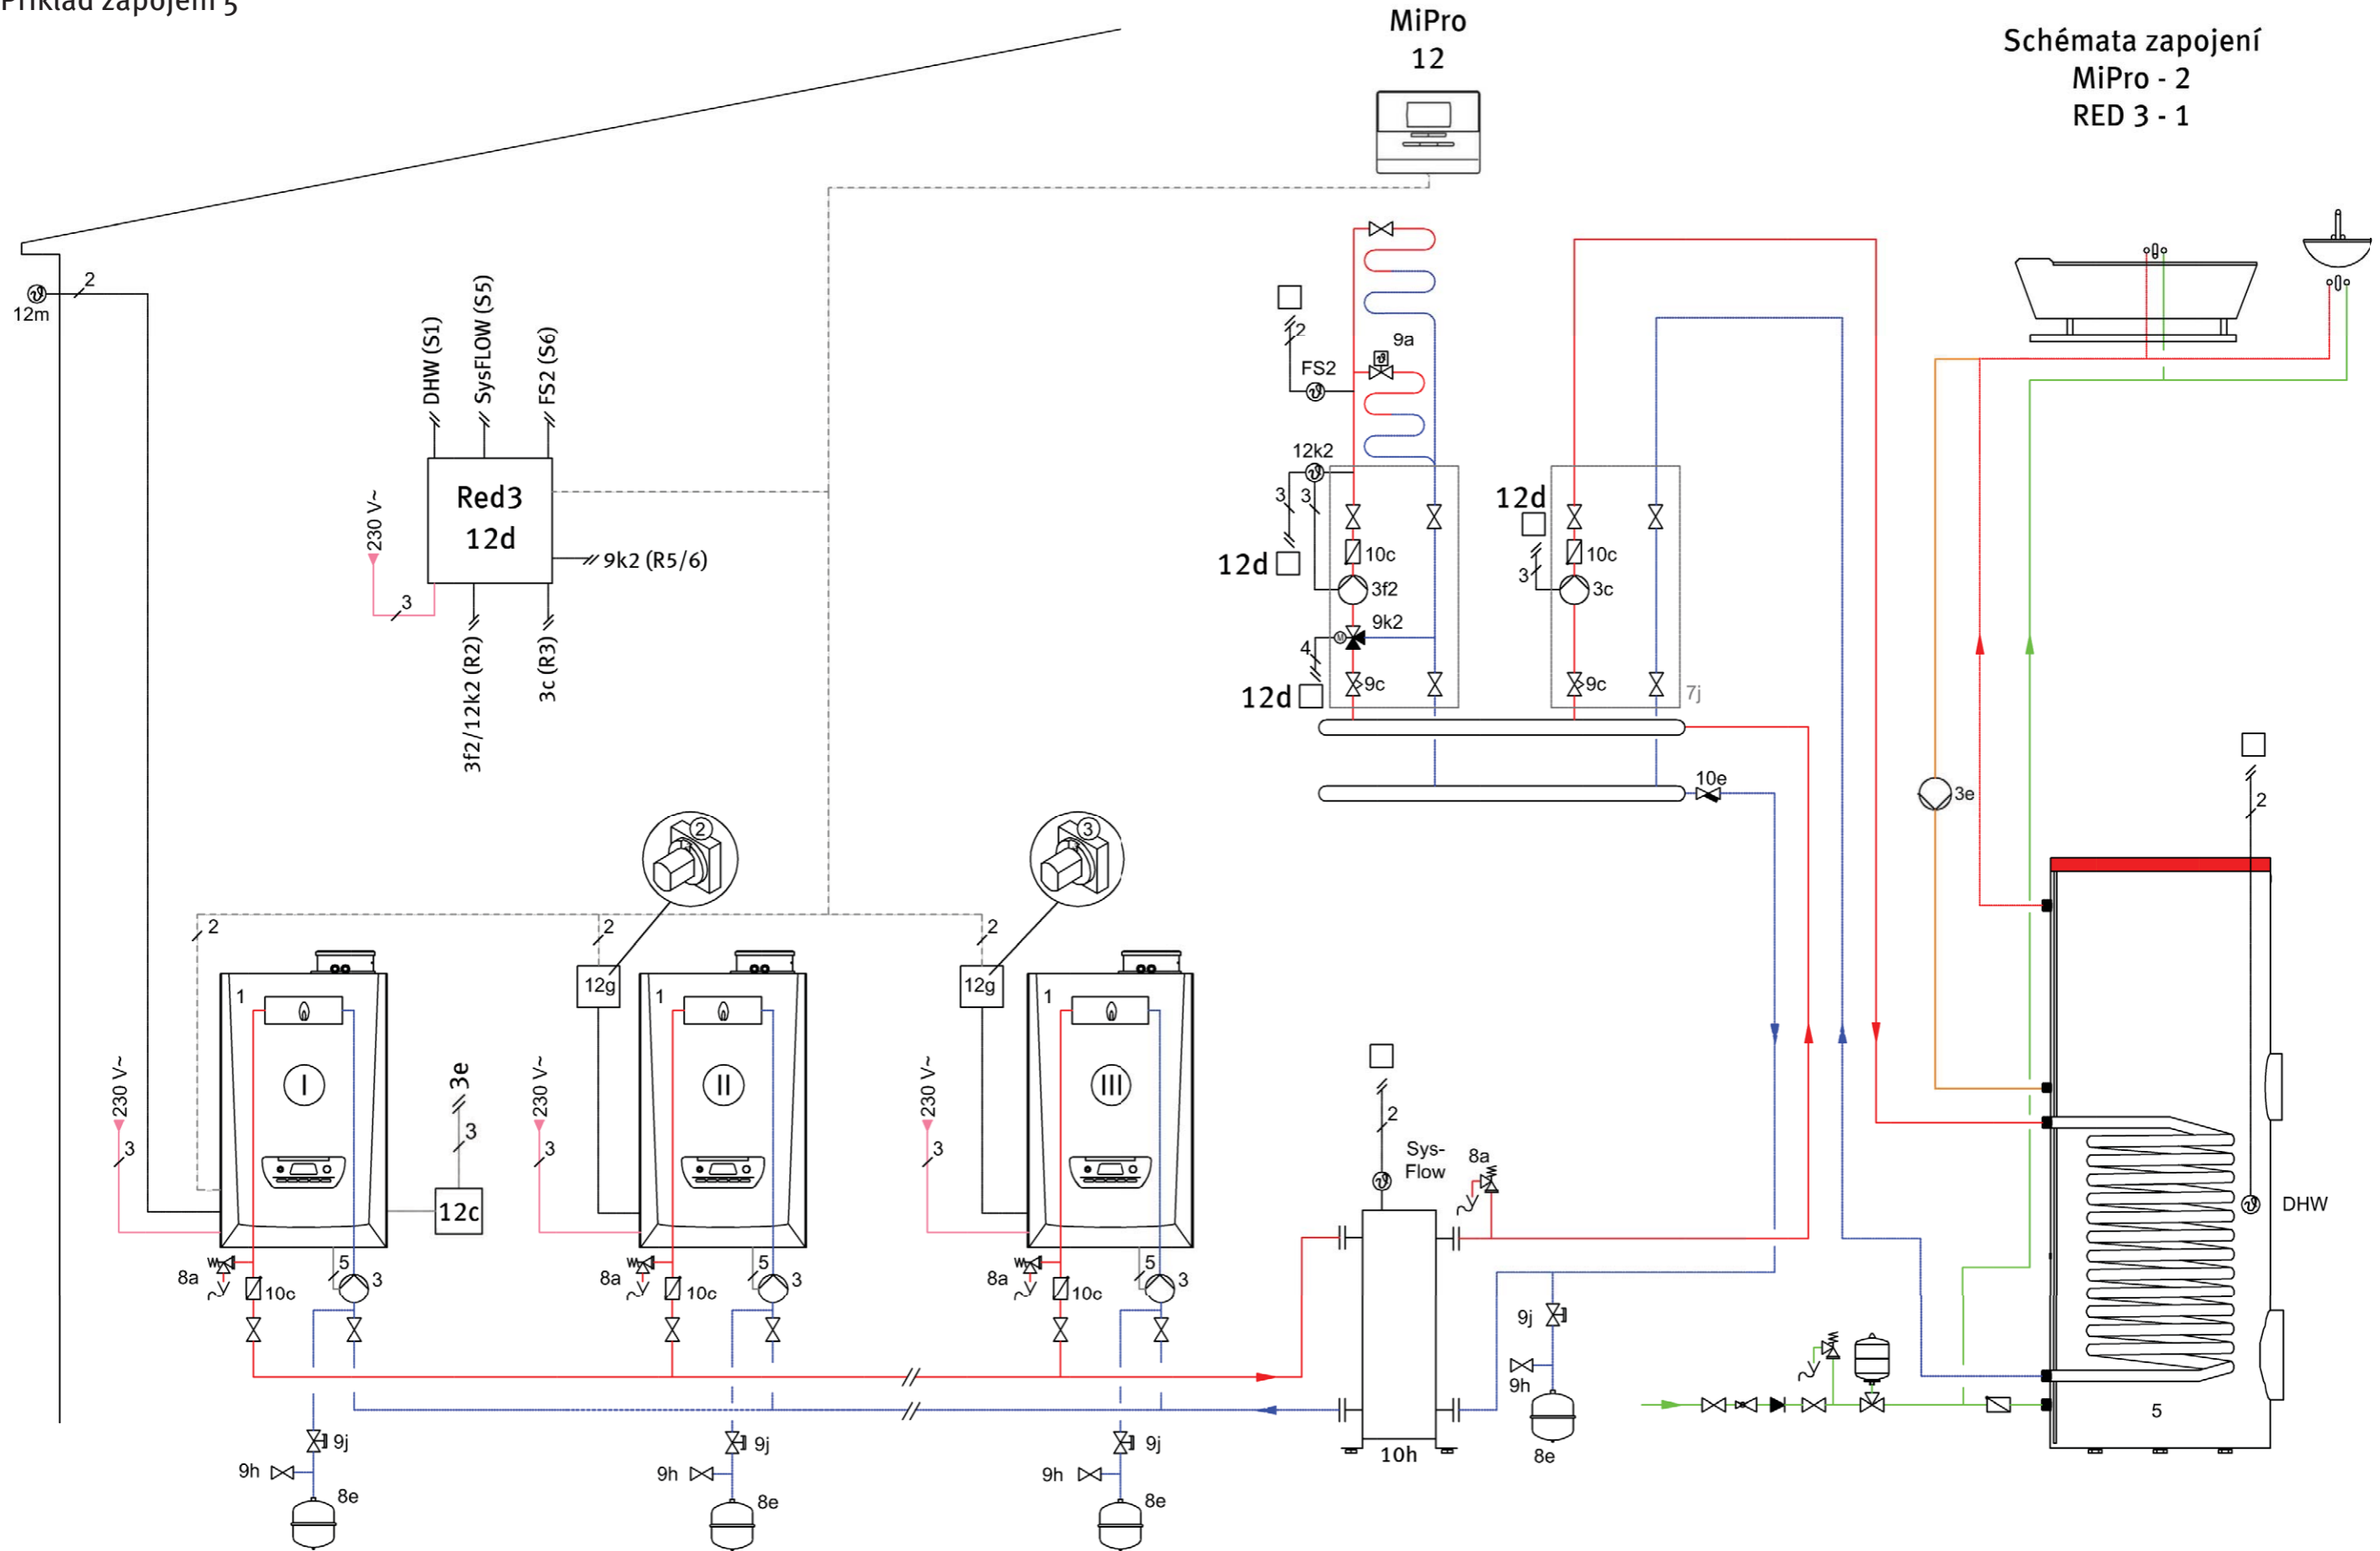 Příklad zapojení 5
MiPro
12
Schémata zapojení
MiPro - 2
RED 3 - 1
2
12m
DHW (S1)
SysFLOW (S5)
FS2 (S6)
Red3
12d
230 V~
3
9k2 (R5/6)
3f2/12k2 (R2)
3c (R3)
2
FS2
9a
12k2
3
3
12d
10c
3f2
9k2
4
12d
9c
12d
10c
3
3c
9c
7j
10e
3e
2
2
3
2
2
2
12g
12g
1
I
230 V~
3
3e
3
12c
1
II
230 V~
3
1
III
230 V~
3
8a
10c
5
3
8a
10c
5
3
8a
10c
5
3
9j
9h
8e
9j
9h
8e
9j
9h
8e
2
Sys-
Flow
8a
10h
9j
9h
8e
DHW
5